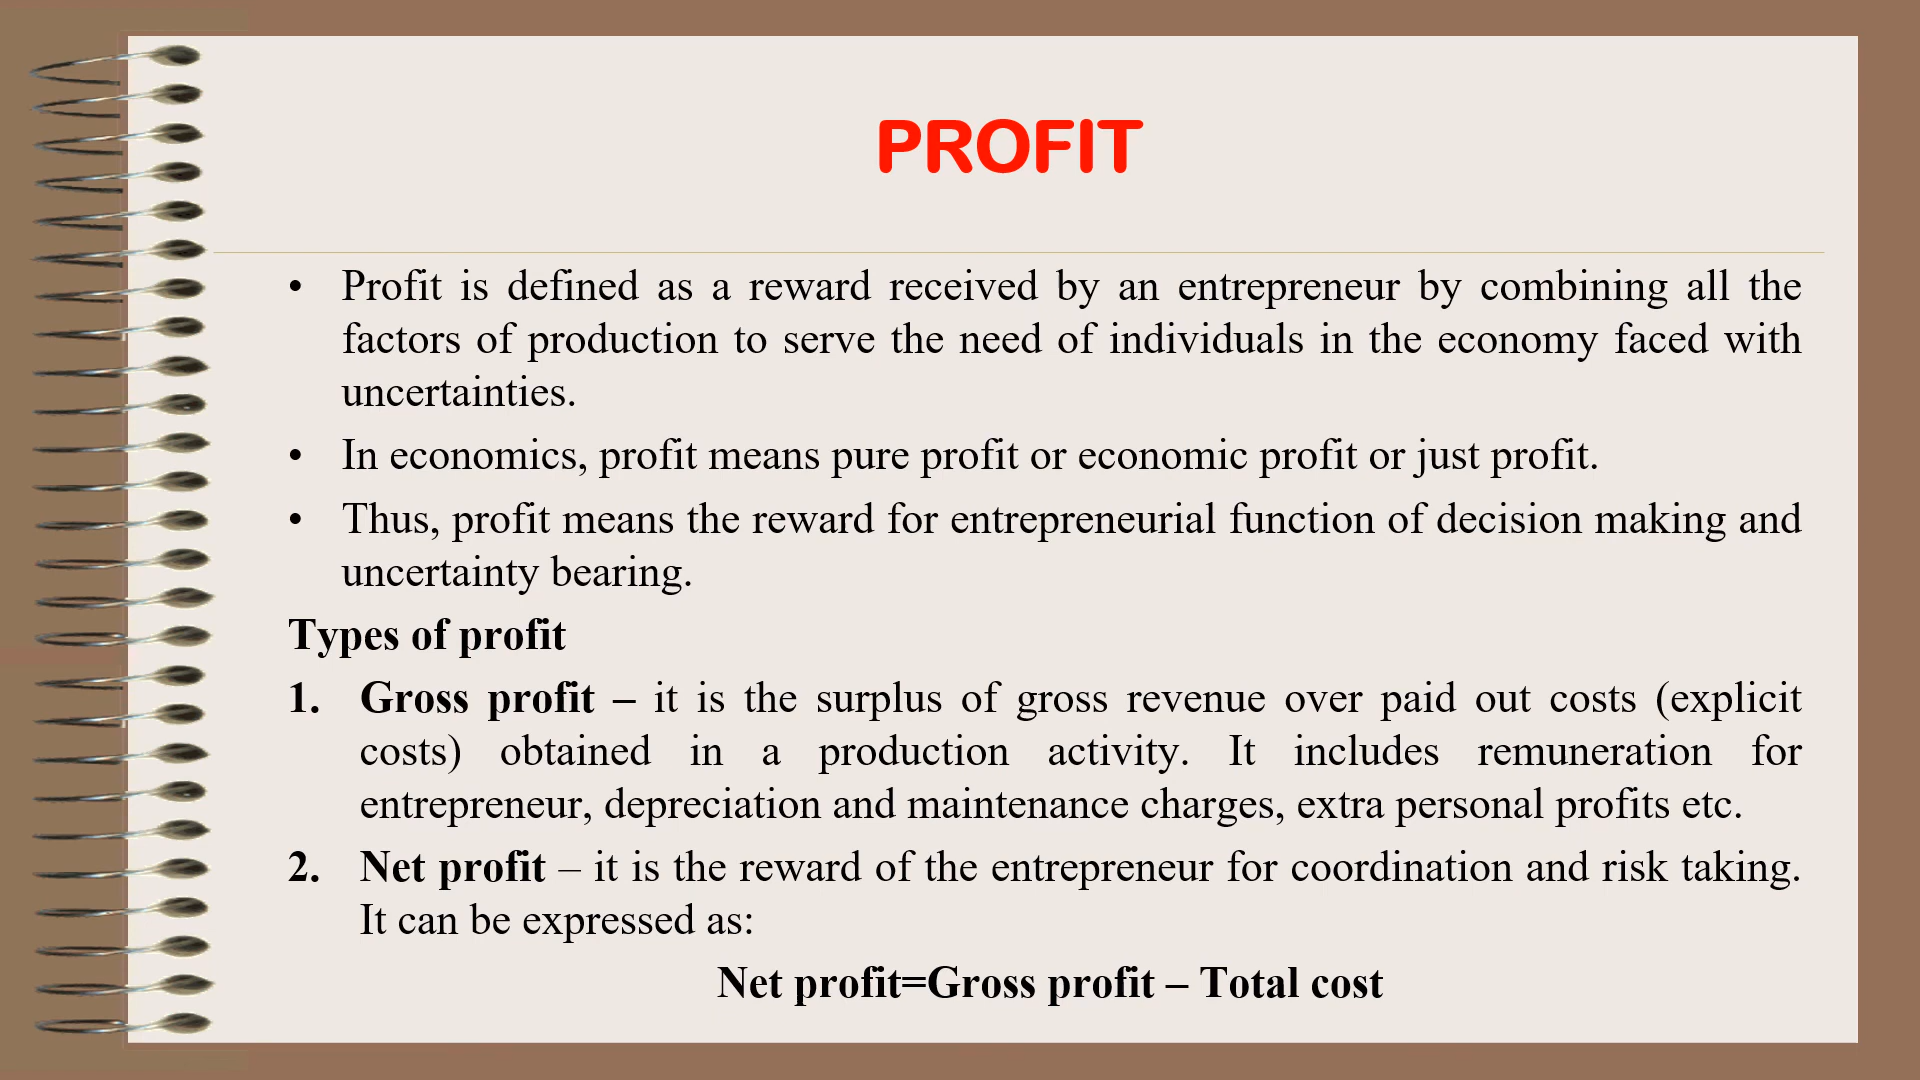 PROFIT
• Profit is defined as a reward received by an entrepreneur by combining all the
factors of production to serve the need of individuals in the economy faced with
uncertainties.
• In economics, profit means pure profit or economic profit or just profit.
• Thus, profit means the reward for entrepreneurial function of decision making and
uncertainty bearing.
Types of profit
1. Gross profit – it is the surplus of gross revenue over paid out costs (explicit
costs) obtained in a production activity. It includes remuneration for
entrepreneur, depreciation and maintenance charges, extra personal profits etc.
2. Net profit – it is the reward of the entrepreneur for coordination and risk taking.
It can be expressed as:
Net profit=Gross profit – Total cost